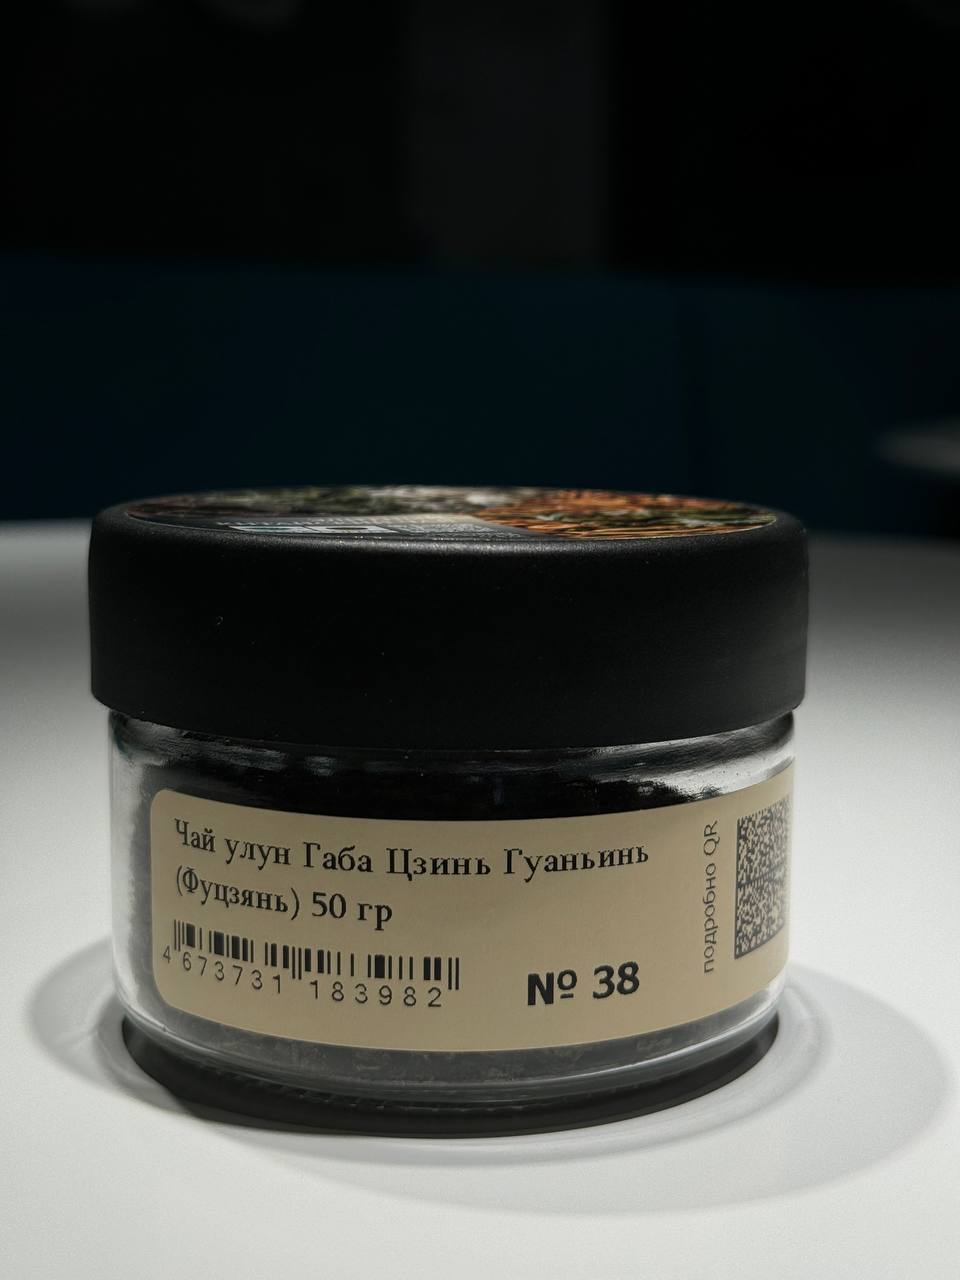 Чай улун Габа Цзинь Гуаньинь
(Фуцзянь) 50 гр
4 673731 183982
№ 38
подробно QR